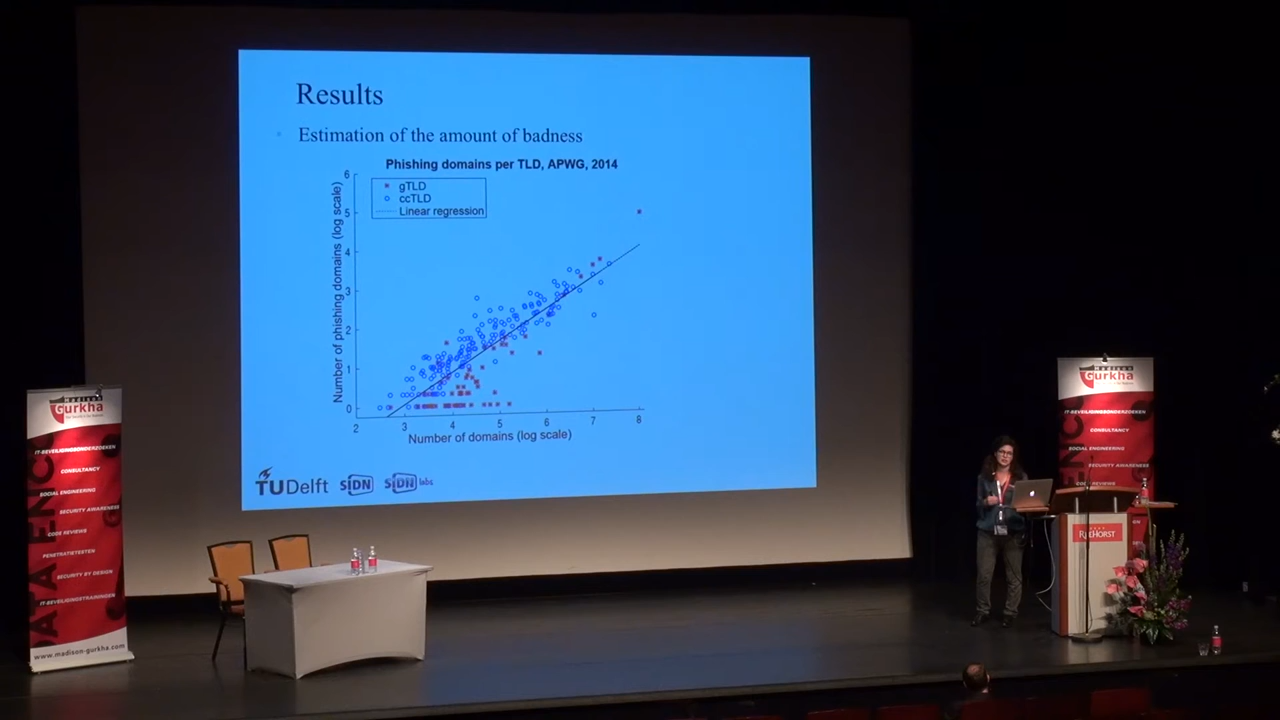 Results
Estimation of the amount of badness
Phishing domains per TLD, APWG, 2014
gTLD
ccTLD
Linear regression
Number of phishing domains (log scale)
6
5
4
3
2
1
0
2 3 4 5 6 7 8
Number of domains (log scale)
TUDelft SIDN SIDN labs
Madison
Gurkha
IT-BEVEILIGINGSONDERZOEKEN
CONSULTANCY
SOCIAL ENGINEERING
SECURITY AWARENESS
CODE REVIEWS
PENETRATIETESTEN
SECURITY BY DESIGN
IT-BEVEILIGINGSTRAININGEN
www.madison-gurkha.com
Madison
Gurkha
IT-BEVEILIGINGSONDERZOEKEN
CONSULTANCY
SOCIAL ENGINEERING
SECURITY AWARENESS
CODE REVIEWS
REEHORST